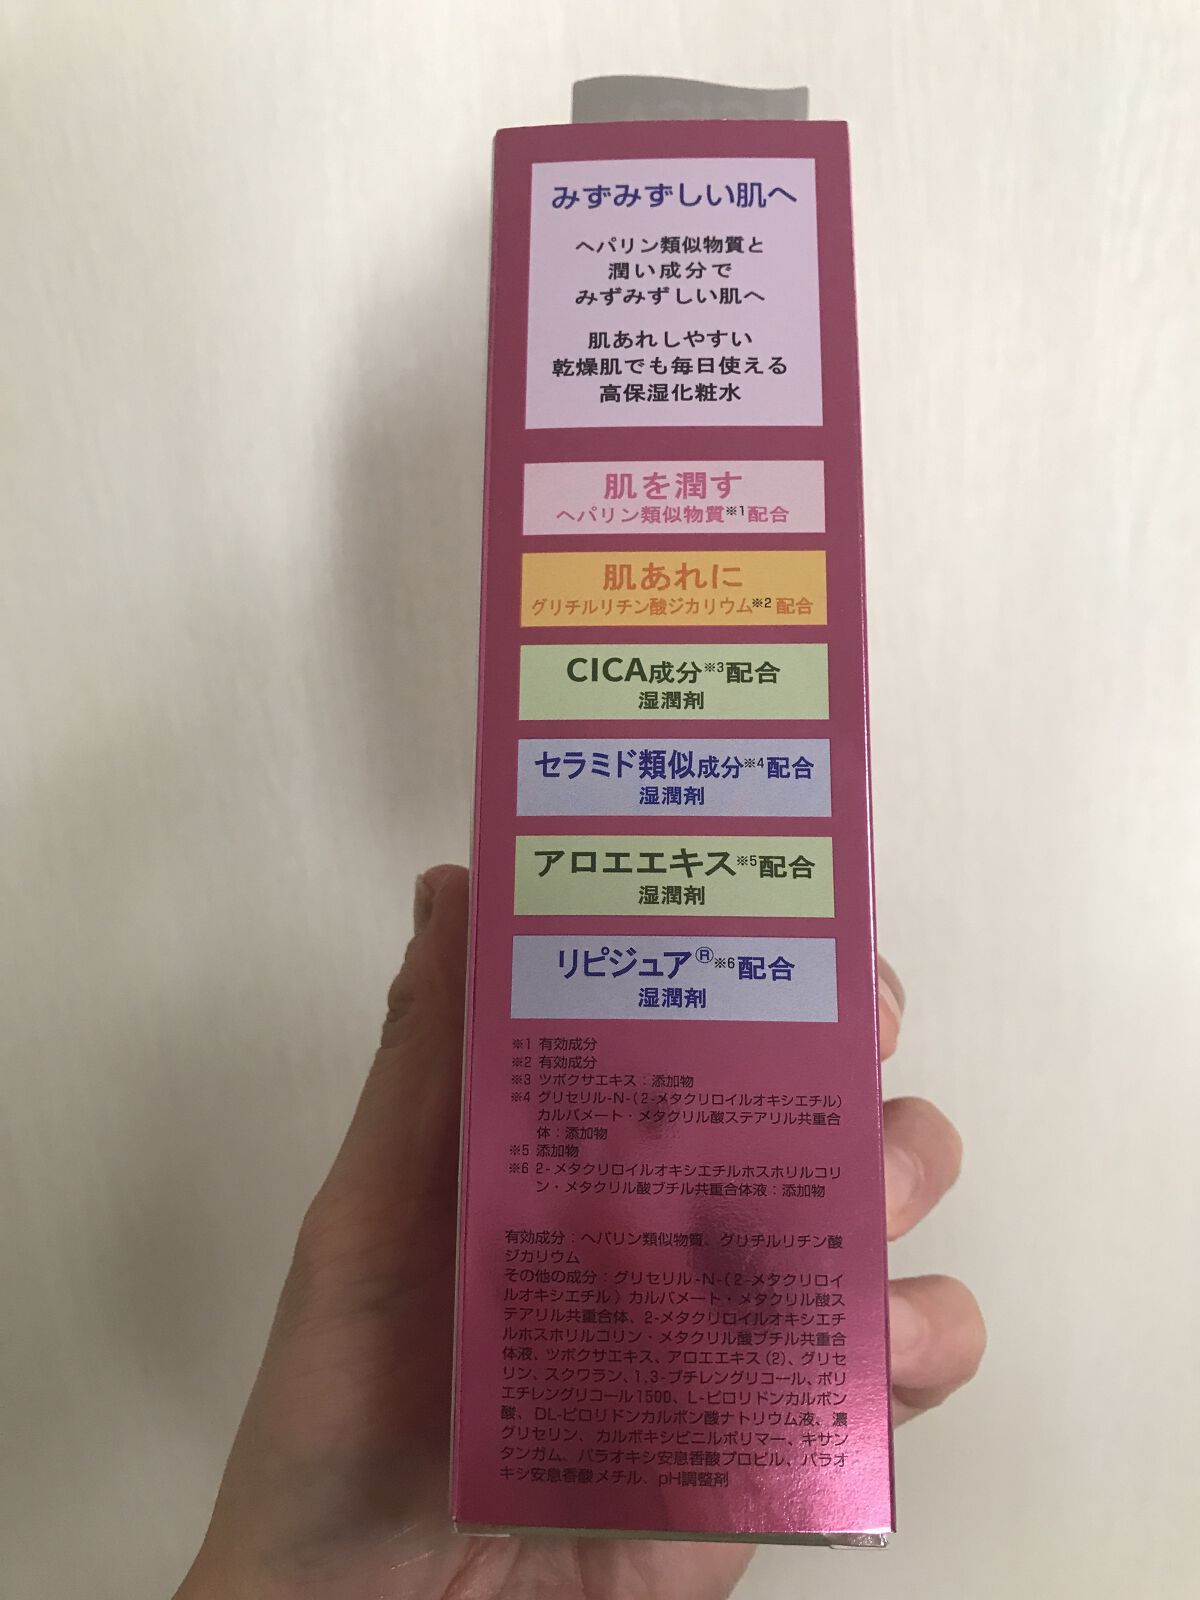 みずみずしい肌へ
ヘパリン類似物質と
潤い成分で
みずみずしい肌へ
肌あれしやすい
乾燥肌でも毎日使える
高保湿化粧水
肌を潤す
ヘパリン類似物質※1配合
肌あれに
グリチルリチン酸ジカリウム※2配合
CICA成分※3配合
湿潤剤
セラミド類似成分※4配合
湿潤剤
アロエエキス※5配合
湿潤剤
リピジュア®※6配合
湿潤剤
※1 有効成分
※2 有効成分
※3 ツボクサエキス：添加物
※4 グリセリル-N-(2-メタクリロイルオキシエチル)
カルバメート・メタクリル酸ステアリル共重合
体：添加物
※5 添加物
※6 2-メタクリロイルオキシエチルホスホリルコリ
ン・メタクリル酸ブチル共重合体液：添加物
有効成分：ヘパリン類似物質、グリチルリチン酸
ジカリウム
その他の成分：グリセリル-N-(2-メタクリロイ
ルオキシエチル)カルバメート・メタクリル酸ス
テアリル共重合体、2-メタクリロイルオキシエチ
ルホスホリルコリン・メタクリル酸ブチル共重合
体液、ツボクサエキス、アロエエキス(2)、グリセ
リン、スクワラン、1,3-ブチレングリコール、ポリ
エチレングリコール1500、L-ピロリドンカルボン
酸、DL-ピロリドンカルボン酸ナトリウム液、濃
グリセリン、カルボキシビニルポリマー、キサン
タンガム、パラオキシ安息香酸プロピル、パラオ
キシ安息香酸メチル、pH調整剤